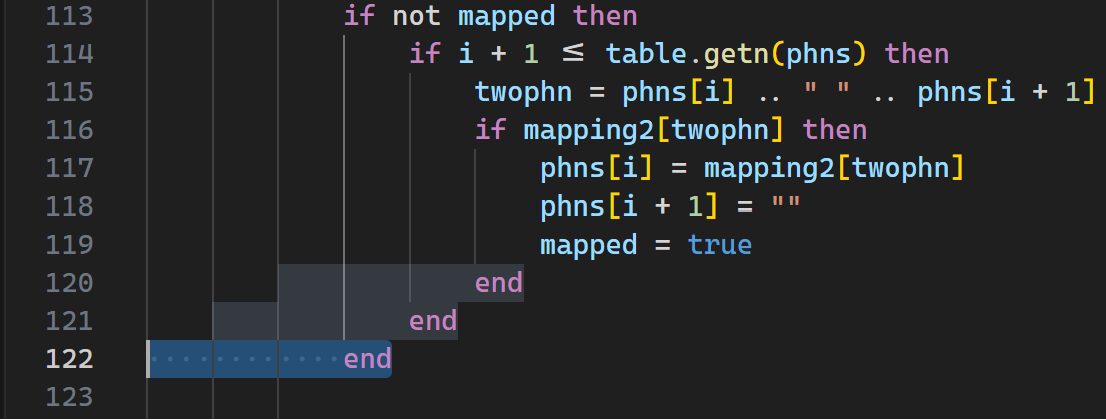 113 if not mapped then
114 if i + 1 ≤ table.getn(phns) then
115 twophn = phns[i] .. " " .. phns[i + 1]
116 if mapping2[twophn] then
117 phns[i] = mapping2[twophn]
118 phns[i + 1] = ""
119 mapped = true
120 end
121 end
122 end
123